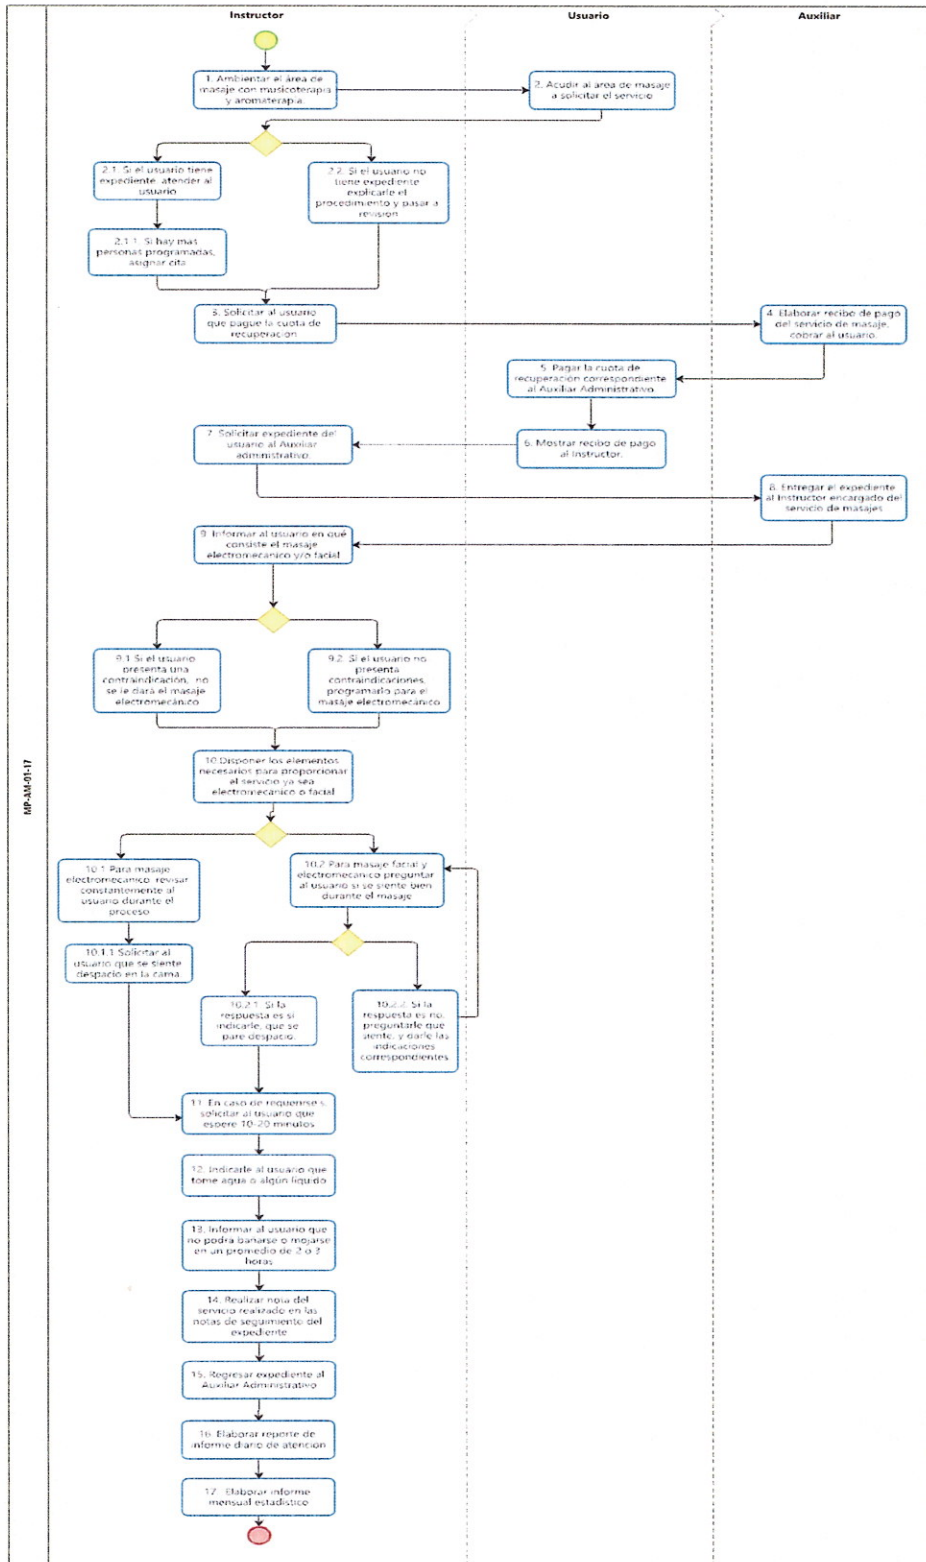 Instructor
Usuario
Auxiliar
1. Ambientar el área de
masaje con musicoterapia
y aromaterapia.
2. Acudir al área de masaje
a solicitar el servicio
2.1. Si el usuario tiene
expediente, atender al
usuario
2.2. Si el usuario no
tiene expediente
explicarle el
procedimiento y pasar a
revisión
2.1.1. Si hay mas
personas programadas,
asignar cita
3. Solicitar al usuario
que pague la cuota de
recuperación
4. Elaborar recibo de pago
del servicio de masaje,
cobrar al usuario.
5. Pagar la cuota de
recuperación correspondiente
al Auxiliar Administrativo
6. Mostrar recibo de pago
al Instructor.
7. Solicitar expediente del
usuario al Auxiliar
administrativo.
8. Entregar el expediente
al Instructor encargado del
servicio de masajes
9. Informar al usuario en qué
consiste el masaje
electromecánico y/o facial
9.1 Si el usuario
presenta una
contraindicación, no
se le dará el masaje
electromecánico
9.2. Si el usuario no
presenta
contraindicaciones,
programarlo para el
masaje electromecánico
10.Disponer los elementos
necesarios para proporcionar
el servicio ya sea
electromecánico o facial
MP-AM-01-17
10.1 Para masaje
electromecánico, revisar
constantemente al
usuario durante el
proceso
10.2 Para masaje facial y
electromecánico preguntar
al usuario si se siente bien
durante el masaje
10.1.1 Solicitar al
usuario que se siente
despacio en la cama
10.2.1. Si la
respuesta es si
indicarle, que se
pare despacio.
10.2.2. Si la
respuesta es no,
preguntarle que
siente, y darle las
indicaciones
correspondientes
11. En caso de requerirse s
solicitar al usuario que
espere 10-20 minutos
12. Indicarle al usuario que
tome agua o algún líquido
13. Informar al usuario que
no podrá bañarse o mojarse
en un promedio de 2 o 3
horas
14. Realizar nota del
servicio realizado en las
notas de seguimiento del
expediente
15. Regresar expediente al
Auxiliar Administrativo
16. Elaborar reporte de
informe diario de atención
17. Elaborar informe
mensual estadístico